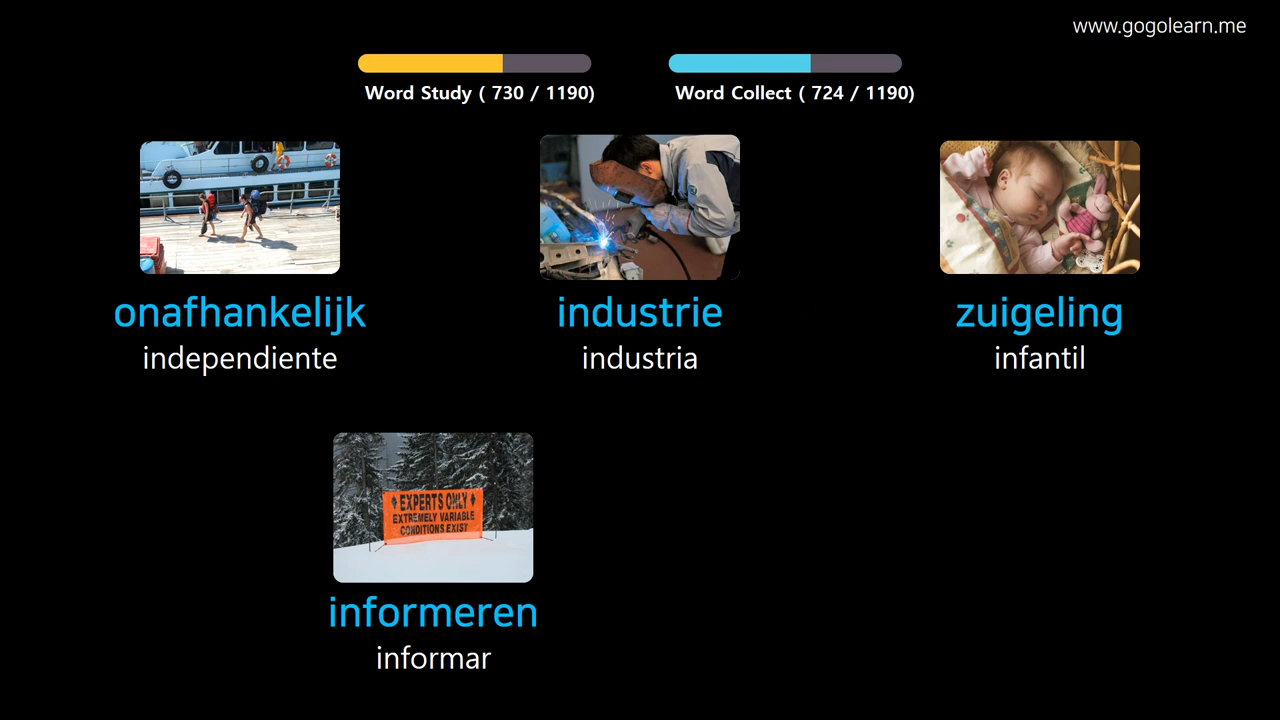 www.gogolearn.me
Word Study ( 730 / 1190)
Word Collect ( 724 / 1190)
onafhankelijk
independiente
industrie
industria
zuigeling
infantil
EXPERTS ONLY
EXTREMELY VARIABLE
CONDITIONS EXIST
informeren
informar